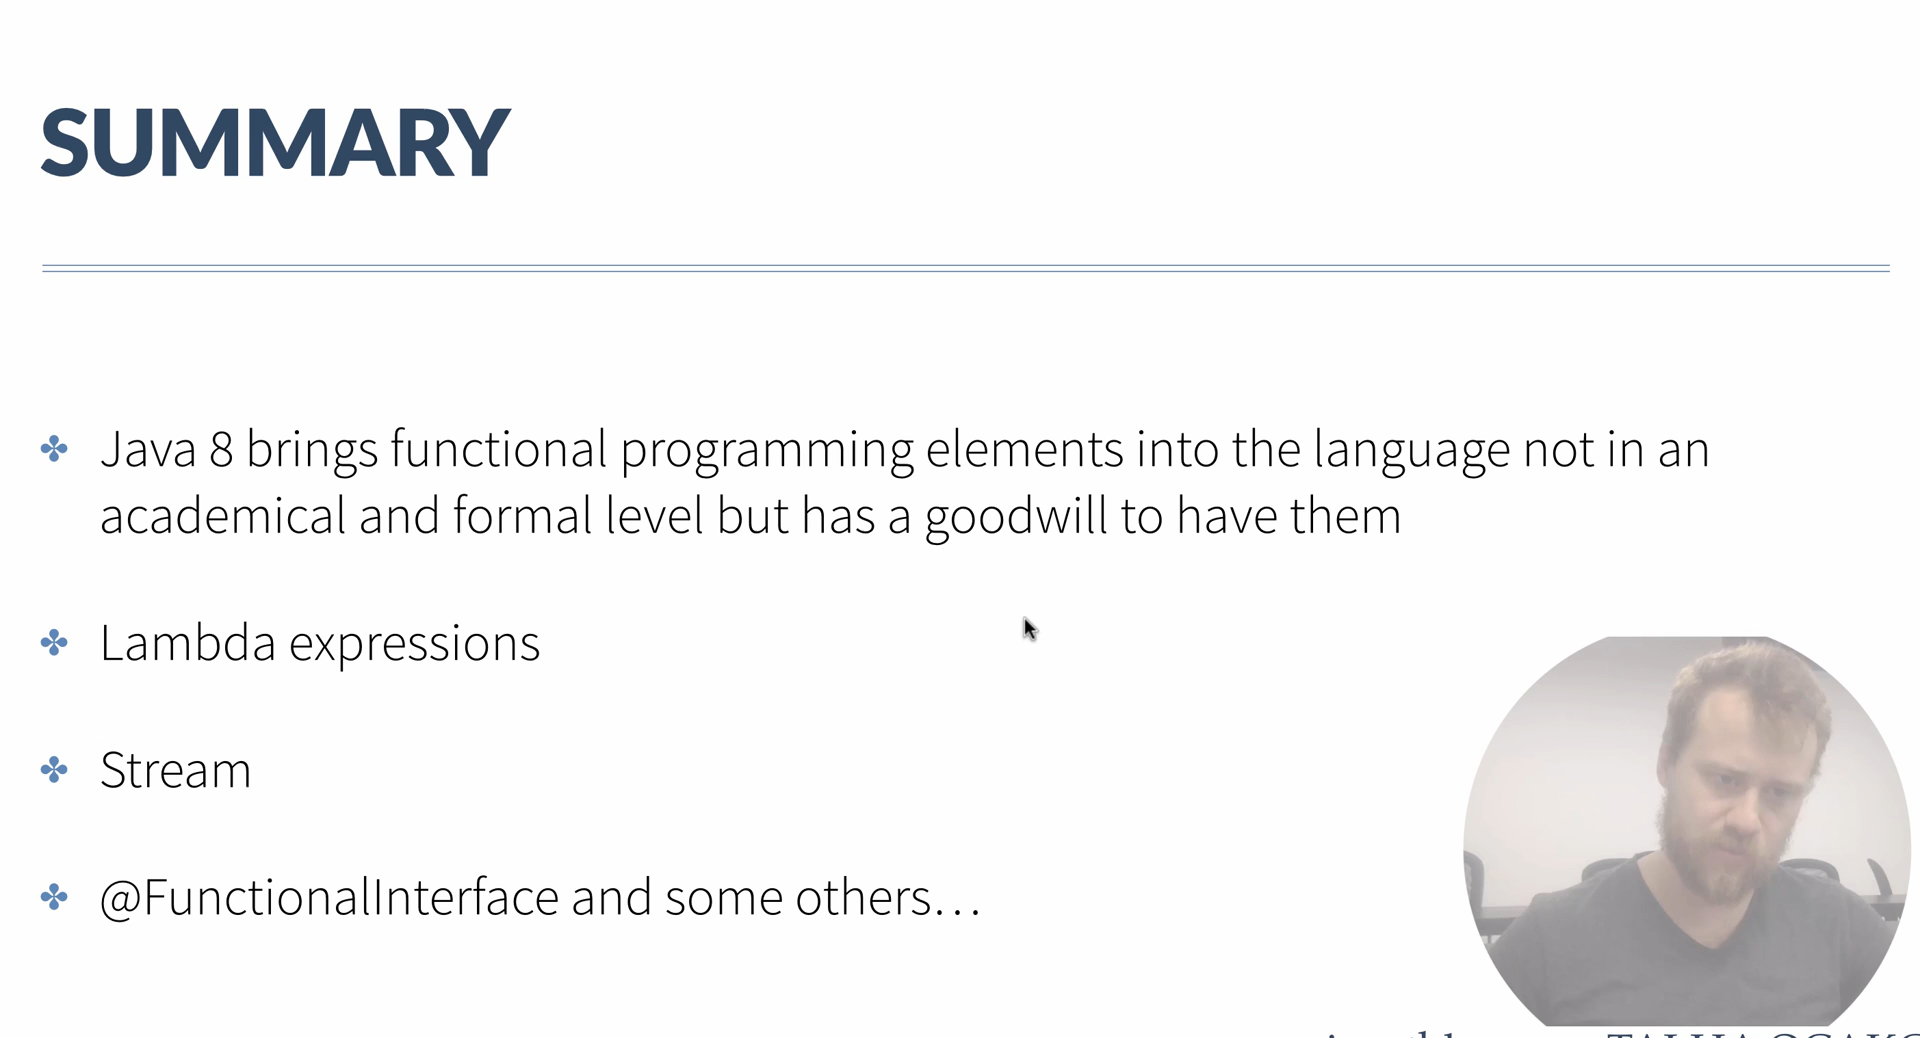 SUMMARY
Java 8 brings functional programming elements into the language not in an
academical and formal level but has a goodwill to have them
Lambda expressions
Stream
@FunctionalInterface and some others…